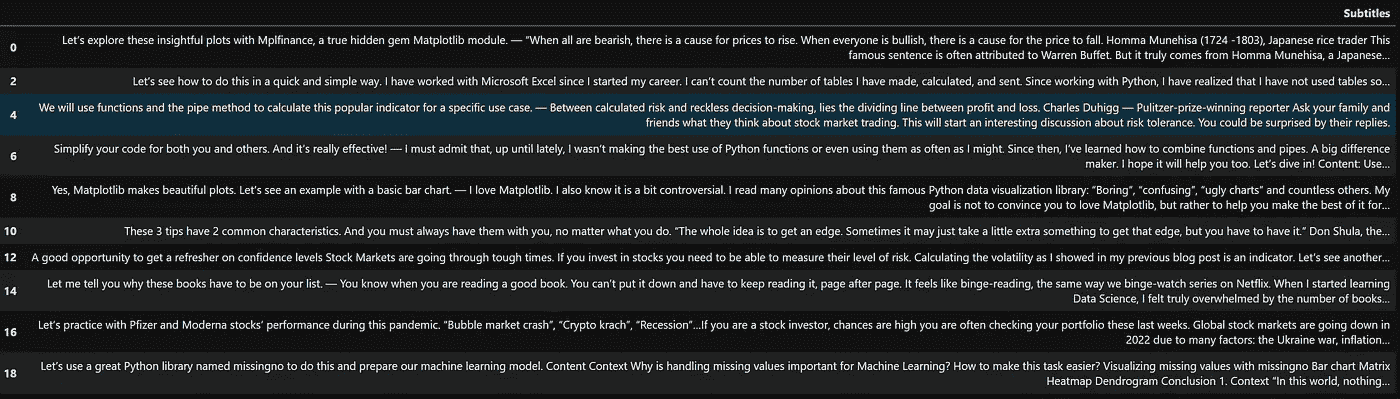 Subtitles
0 Let's explore these insightful plots with Mplfinance, a true hidden gem Matplotlib module. — "When all are bearish, there is a cause for prices to rise. When everyone is bullish, there is a cause for the price to fall. Homma Munehisa (1724 -1803), Japanese rice trader This
famous sentence is often attributed to Warren Buffet. But it truly comes from Homma Munehisa, a Japanese...
2 Let's see how to do this in a quick and simple way. I have worked with Microsoft Excel since I started my career. I can't count the number of tables I have made, calculated, and sent. Since working with Python, I have realized that I have not used tables so...
4 We will use functions and the pipe method to calculate this popular indicator for a specific use case. — Between calculated risk and reckless decision-making, lies the dividing line between profit and loss. Charles Duhigg — Pulitzer-prize-winning reporter Ask your family and
friends what they think about stock market trading. This will start an interesting discussion about risk tolerance. You could be surprised by their replies.
6 Simplify your code for both you and others. And it's really effective! — I must admit that, up until lately, I wasn't making the best use of Python functions or even using them as often as I might. Since then, I've learned how to combine functions and pipes. A big difference
maker. I hope it will help you too. Let's dive in! Content: Use...
8 Yes, Matplotlib makes beautiful plots. Let's see an example with a basic bar chart. — I love Matplotlib. I also know it is a bit controversial. I read many opinions about this famous Python data visualization library: "Boring", "confusing", "ugly charts" and countless others. My
goal is not to convince you to love Matplotlib, but rather to help you make the best of it for...
10 These 3 tips have 2 common characteristics. And you must always have them with you, no matter what you do. "The whole idea is to get an edge. Sometimes it may just take a little extra something to get that edge, but you have to have it." Don Shula, the...
12 A good opportunity to get a refresher on confidence levels Stock Markets are going through tough times. If you invest in stocks you need to be able to measure their level of risk. Calculating the volatility as I showed in my previous blog post is an indicator. Let's see another...
14 Let me tell you why these books have to be on your list. — You know when you are reading a good book. You can't put it down and have to keep reading it, page after page. It feels like binge-reading, the same way we binge-watch series on Netflix. When I started learning
Data Science, I felt truly overwhelmed by the number of books...
16 Let's practice with Pfizer and Moderna stocks' performance during this pandemic. "Bubble market crash", "Crypto krach", "Recession"...If you are a stock investor, chances are high you are often checking your portfolio these last weeks. Global stock markets are going down in
2022 due to many factors: the Ukraine war, inflation...
18 Let's use a great Python library named missingno to do this and prepare our machine learning model. Content Context Why is handling missing values important for Machine Learning? How to make this task easier? Visualizing missing values with missingno Bar chart Matrix
Heatmap Dendrogram Conclusion 1. Context "In this world, nothing...